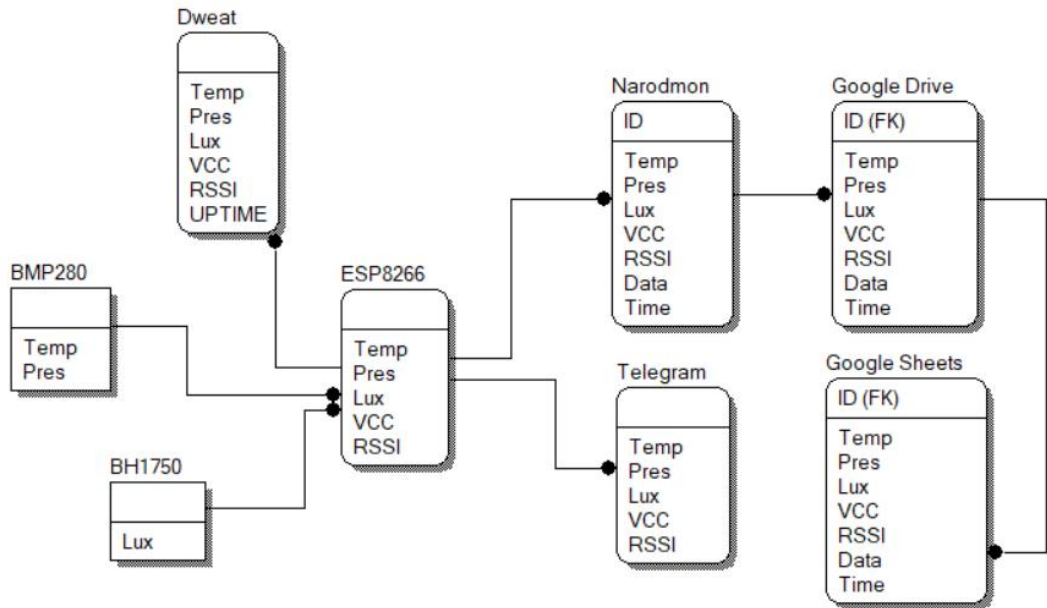 Dweat
Temp
Pres
Lux
VCC
RSSI
UPTIME
BMP280
Temp
Pres
BH1750
Lux
ESP8266
Temp
Pres
Lux
VCC
RSSI
Narodmon
ID
Temp
Pres
Lux
VCC
RSSI
Data
Time
Google Drive
ID (FK)
Temp
Pres
Lux
VCC
RSSI
Data
Time
Telegram
Temp
Pres
Lux
VCC
RSSI
Google Sheets
ID (FK)
Temp
Pres
Lux
VCC
RSSI
Data
Time